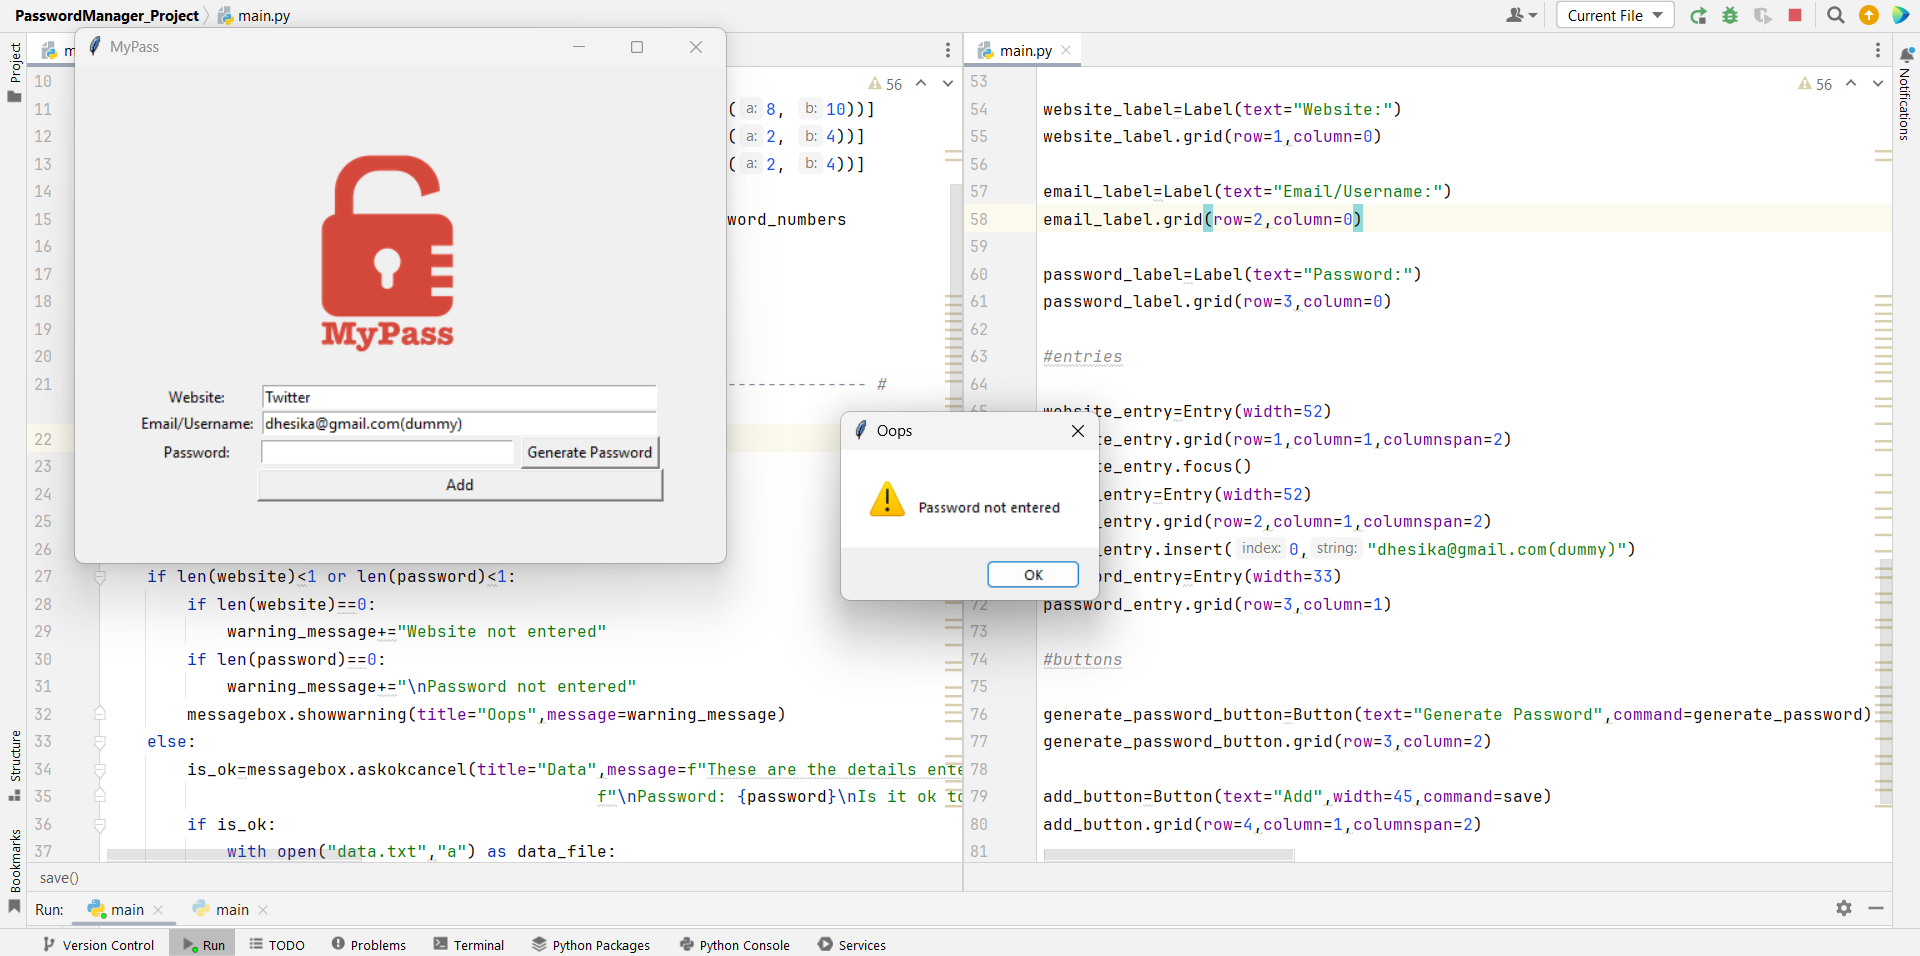 PasswordManager_Project main.py
Current File
Project
Structure
Bookmarks
MyPass
MyPass
Website: Twitter
Email/Username: dhesika@gmail.com(dummy)
Password: Generate Password
Add
56
10
11 ( a: 8, b: 10))]
12 ( a: 2, b: 4))]
13 ( a: 2, b: 4))]
14
15 word_numbers
16
17
18
19
20
21 -------------- #
22
23
24
25
26
27 if len(website)<1 or len(password)<1:
28 if len(website)==0:
29 warning_message+="Website not entered"
30 if len(password)==0:
31 warning_message+="\nPassword not entered"
32 messagebox.showwarning(title="Oops",message=warning_message)
33 else:
34 is_ok=messagebox.askokcancel(title="Data",message=f"These are the details ente
35 f"\nPassword: {password}\nIs it ok to
36 if is_ok:
37 with open("data.txt","a") as data_file:
save()
Oops
Password not entered
OK
main.py
56
53
54 website_label=Label(text="Website:")
55 website_label.grid(row=1,column=0)
56
57 email_label=Label(text="Email/Username:")
58 email_label.grid(row=2,column=0)
59
60 password_label=Label(text="Password:")
61 password_label.grid(row=3,column=0)
62
63 #entries
64
65 website_entry=Entry(width=52)
te_entry.grid(row=1,column=1,columnspan=2)
te_entry.focus()
_entry=Entry(width=52)
_entry.grid(row=2,column=1,columnspan=2)
_entry.insert( index: 0, string: "dhesika@gmail.com(dummy)")
rd_entry=Entry(width=33)
72 password_entry.grid(row=3,column=1)
73
74 #buttons
75
76 generate_password_button=Button(text="Generate Password",command=generate_password)
77 generate_password_button.grid(row=3,column=2)
78
79 add_button=Button(text="Add",width=45,command=save)
80 add_button.grid(row=4,column=1,columnspan=2)
81
Notifications
Run: main main
Version Control Run TODO Problems Terminal Python Packages Python Console Services